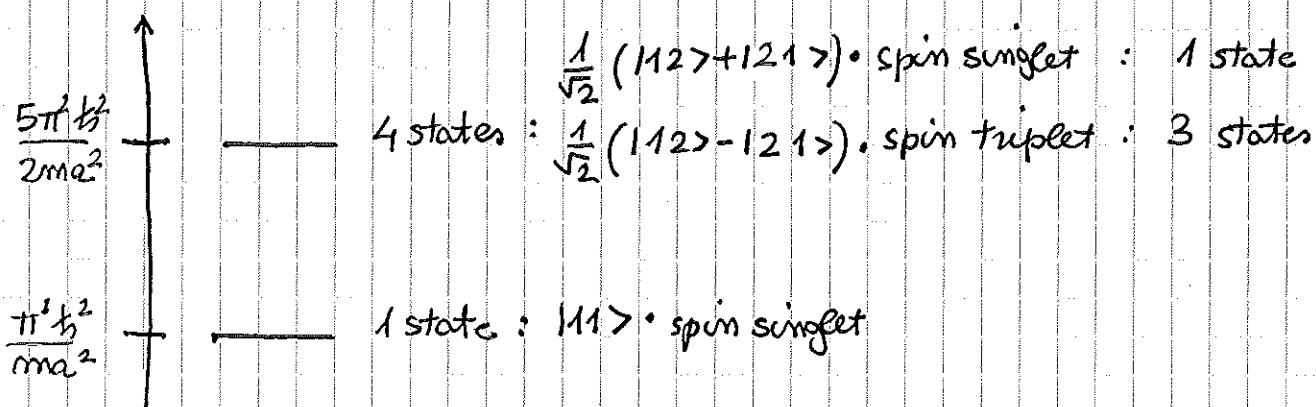 1/√2 (|12>+|21>)· spin singlet : 1 state
5π²ħ²/2ma² 4 states : 1/√2 (|12>-|21>)· spin triplet : 3 states
π²ħ²/ma² 1 state : |11>· spin singlet